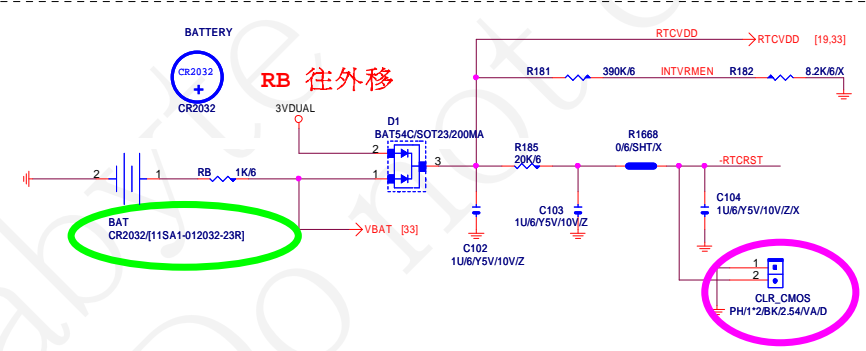 BATTERY
CR2032
+
CR2032
RB 往外移
3VDUAL
D1
BAT54C/SOT23/200MA
2
1
3
RTCVDD
RTCVDD [19,33]
R181
390K/6
INTVRMEN
R182
8.2K/6/X
R185
20K/6
R1668
0/6/SHT/X
-RTCRST
2
1
RB
1K/6
BAT
CR2032/[11SA1-012032-23R]
VBAT [33]
C102
1U/6/Y5V/10V/Z
C103
1U/6/Y5V/10V/Z
C104
1U/6/Y5V/10V/Z/X
1
2
CLR_CMOS
PH/1*2/BK/2.54/VA/D
abyte
Do not